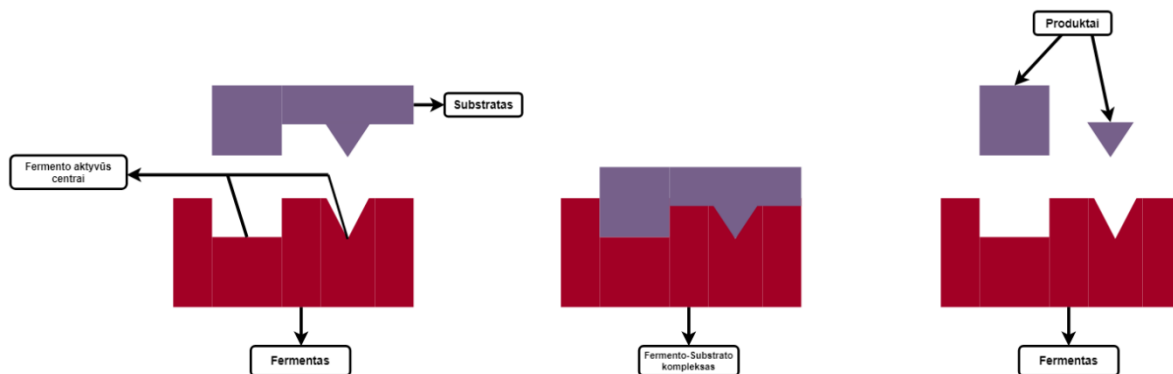 Produktai
Substratas
Fermento aktyvūs
centrai
Fermentas
Fermento-Substrato
kompleksas
Fermentas